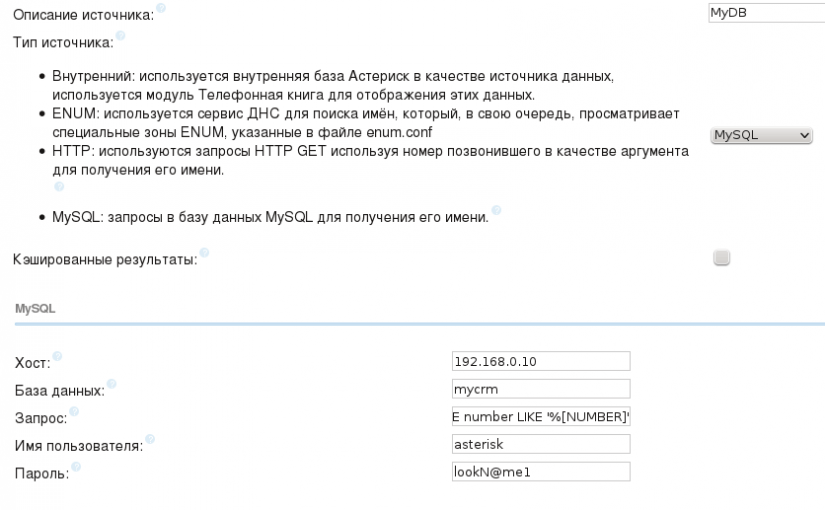 Описание источника:
MyDB
Тип источника:
• Внутренний: используется внутренняя база Астериск в качестве источника данных,
используется модуль Телефонная книга для отображения этих данных.
• ENUM: используется сервис ДНС для поиска имён, который, в свою очередь, просматривает
специальные зоны ENUM, указанные в файле enum.conf
• HTTP: используются запросы HTTP GET используя номер позвонившего в качестве аргумента
для получения его имени.
• MySQL: запросы в базу данных MySQL для получения его имени.
MySQL
Кэшированные результаты:
MySQL
Хост:
192.168.0.10
База данных:
mycrm
Запрос:
E number LIKE '%[NUMBER]'
Имя пользователя:
asterisk
Пароль:
lookN@me1